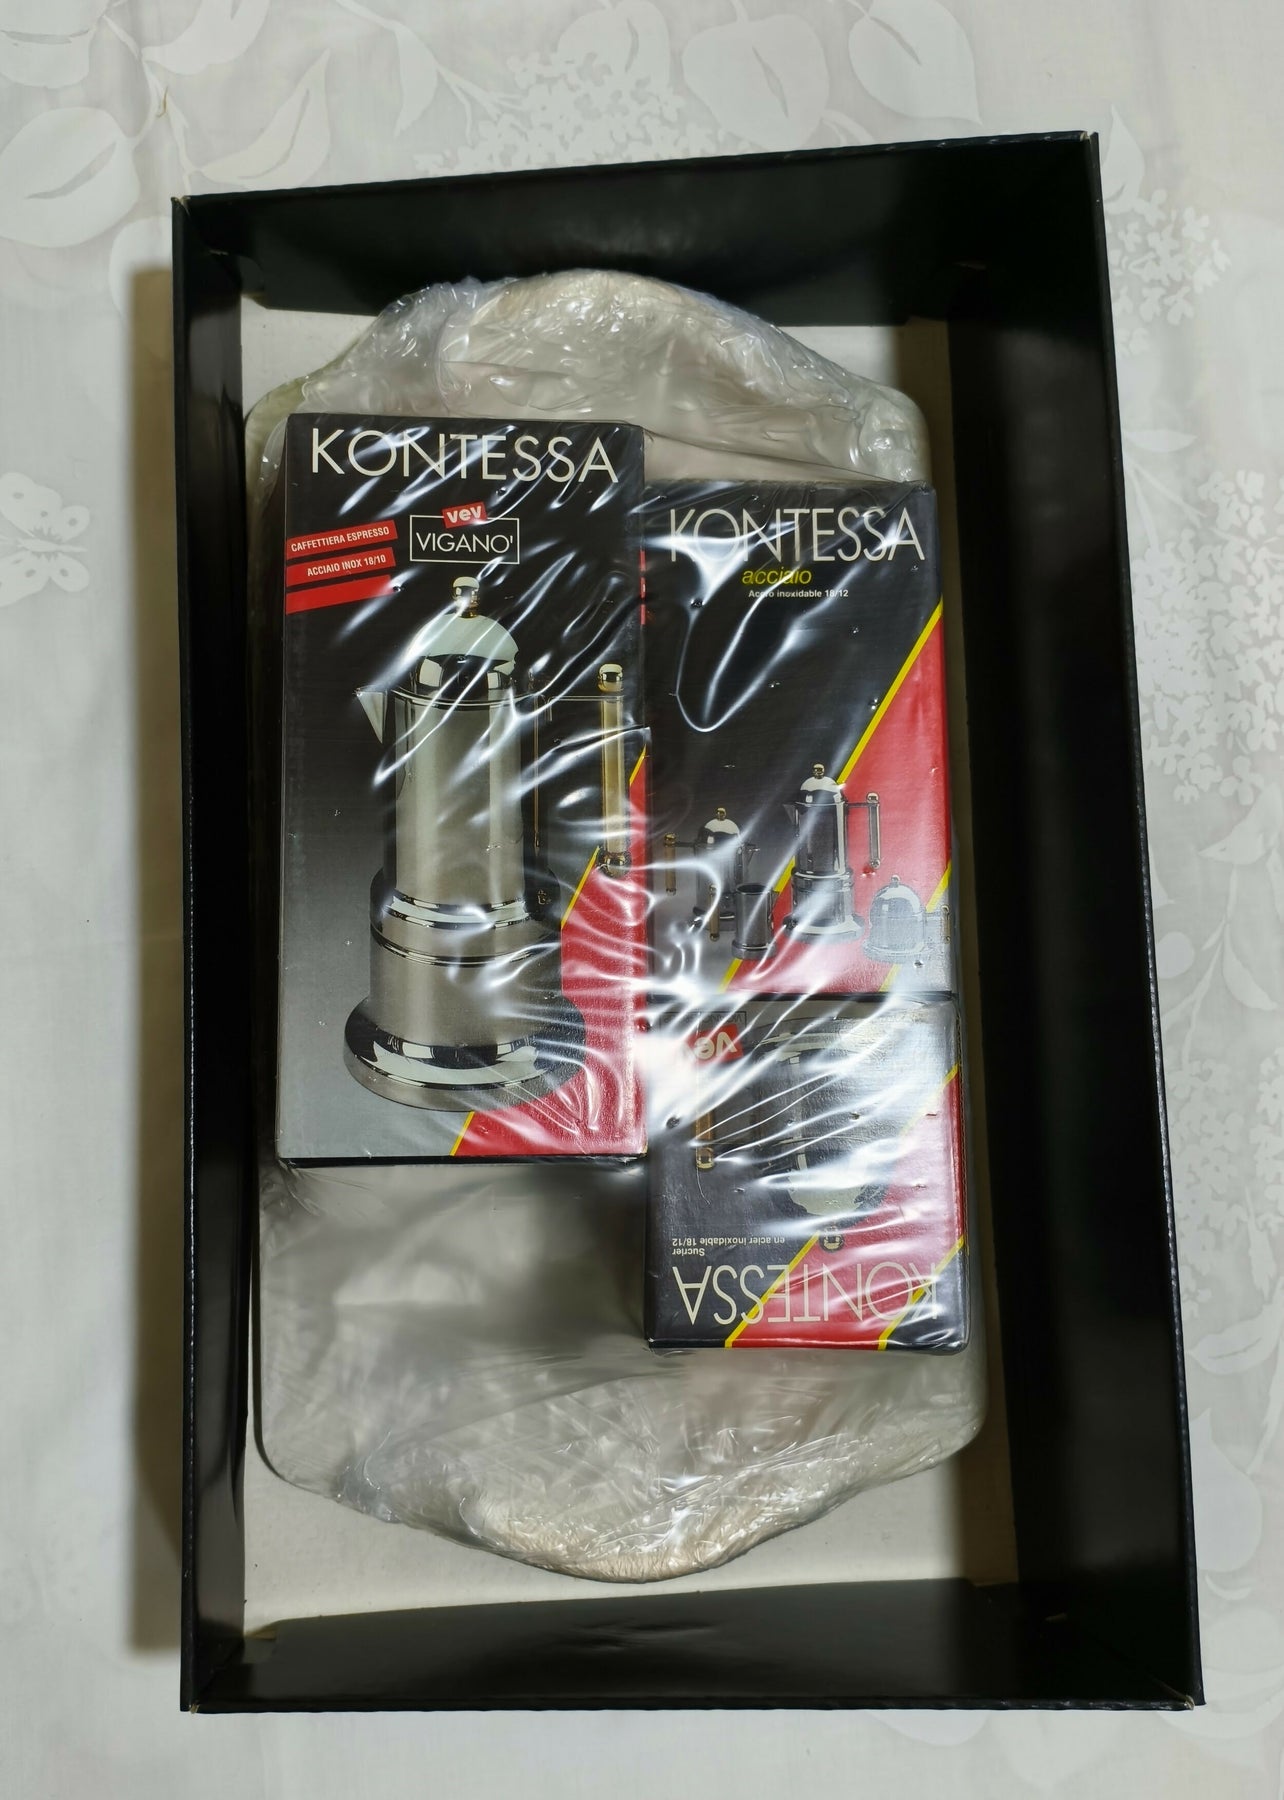 KONTESSA
vev
VIGANO'
CAFFETTIERA ESPRESSO
ACCIAIO INOX 18/10
KONTESSA
acciaio
Acero inoxidable 18/12
vev
Sucrier
en acier inoxidable 18/12
KONTESSA